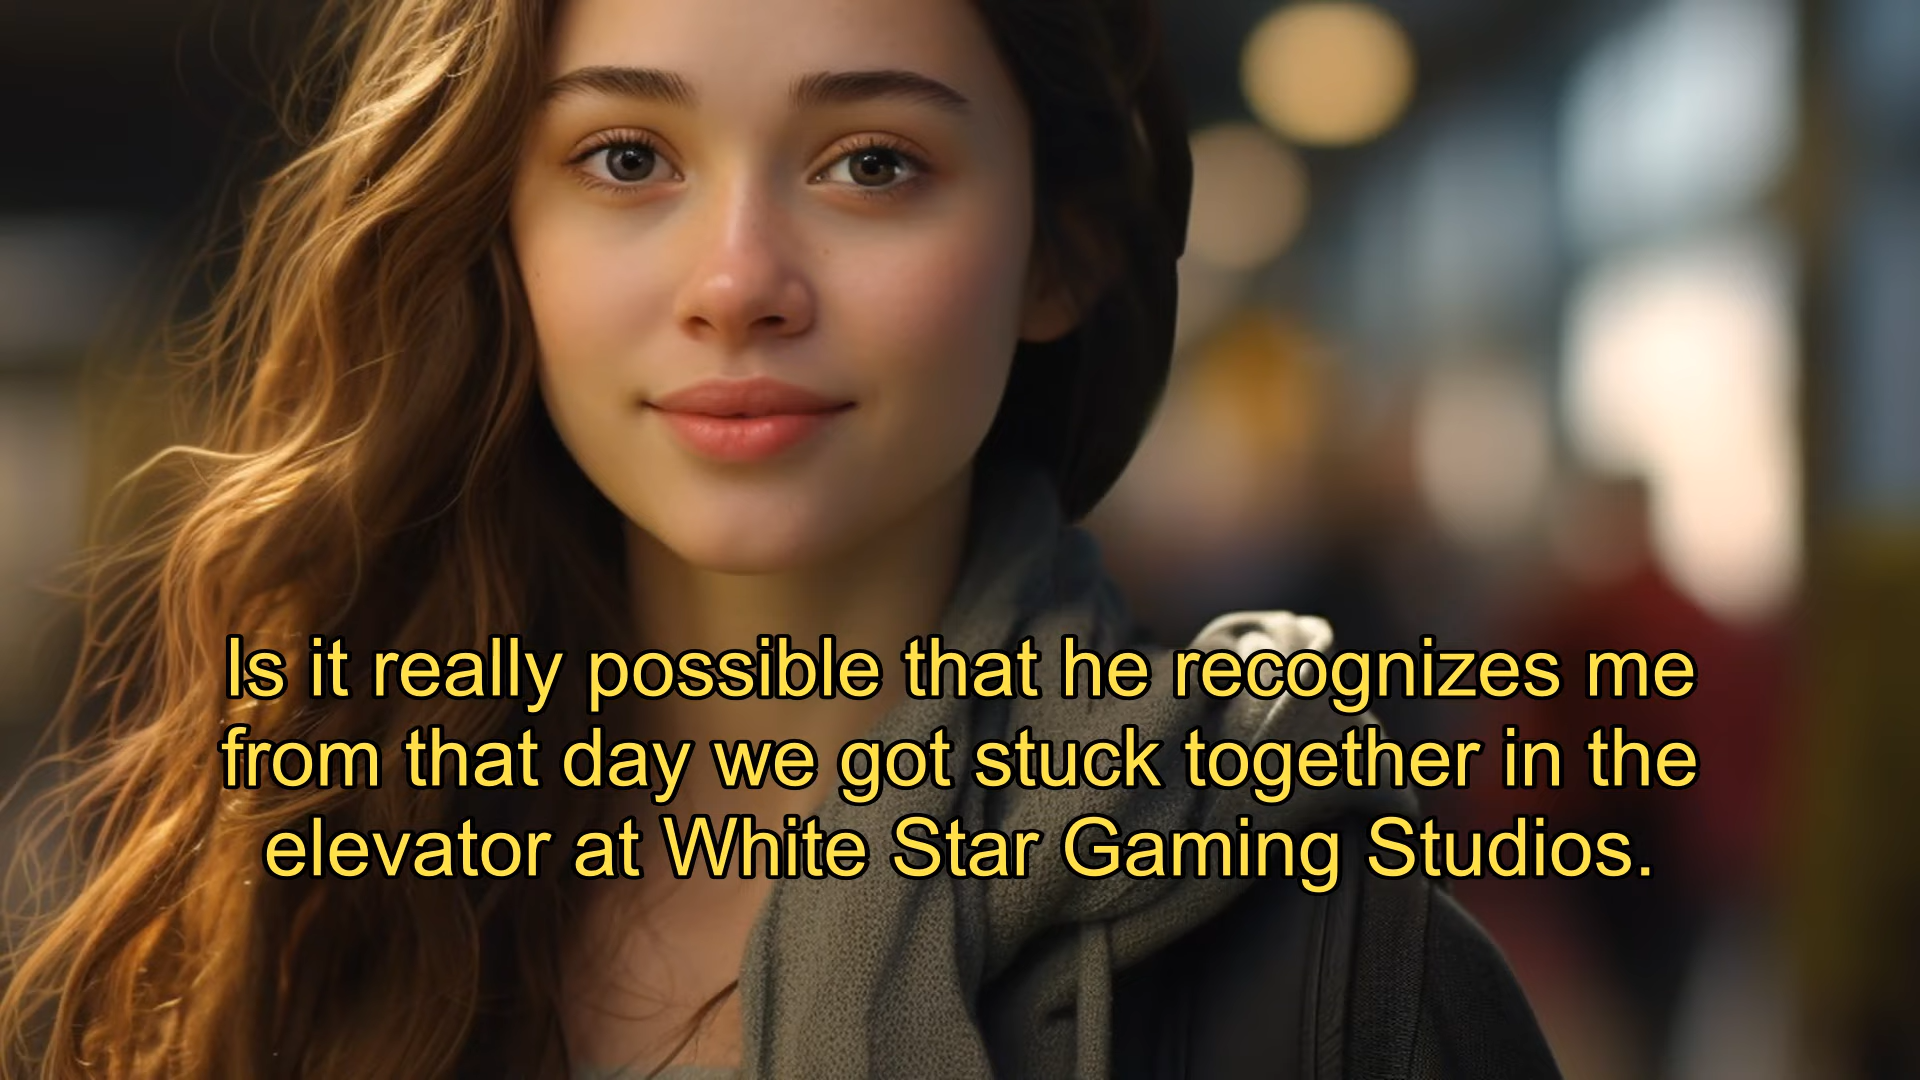 Is it really possible that he recognizes me
from that day we got stuck together in the
elevator at White Star Gaming Studios.